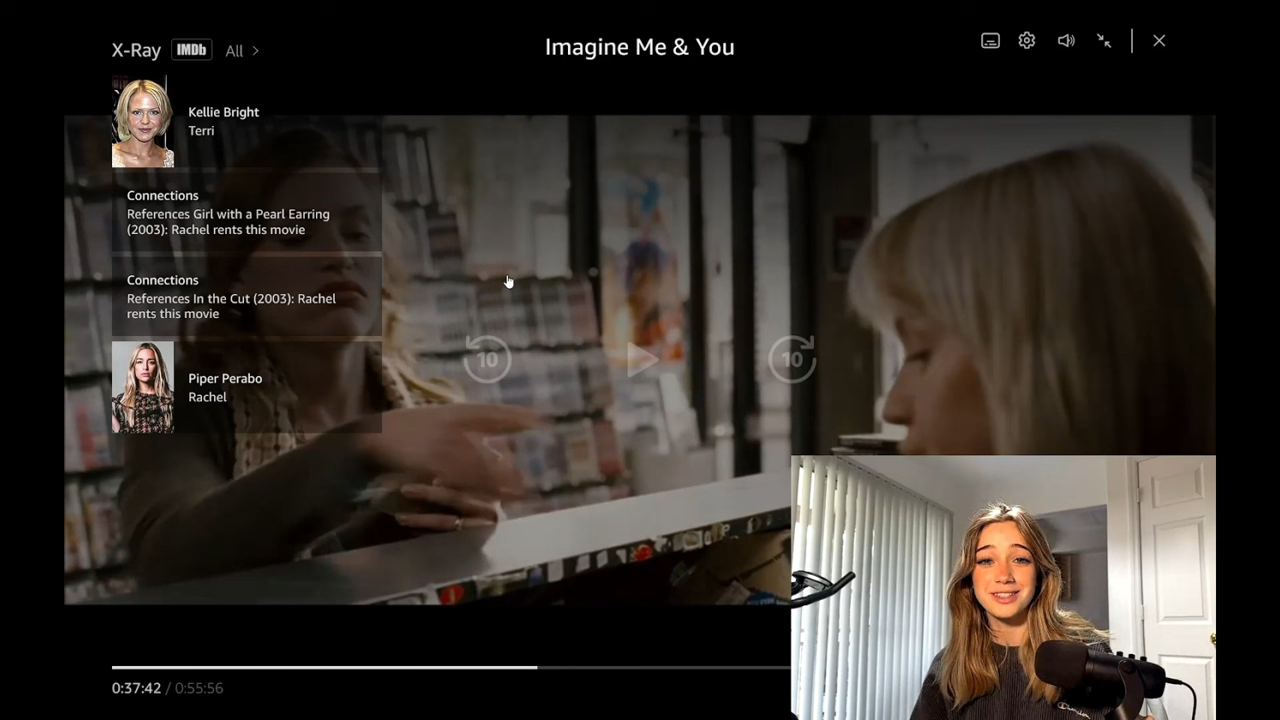 X-Ray IMDb All >
Imagine Me & You
Kellie Bright
Terri
Connections
References Girl with a Pearl Earring
(2003): Rachel rents this movie
Connections
References In the Cut (2003): Rachel
rents this movie
10
10
Piper Perabo
Rachel
0:37:42 / 0:55:56
Champion